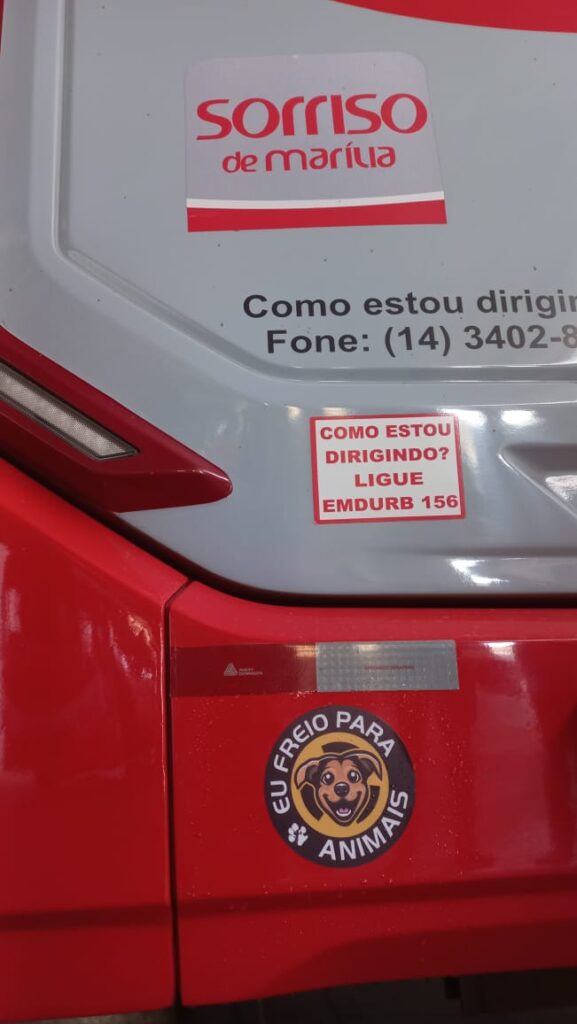 sorriso
de marília
Como estou
Fone: (14) 3402-8
COMO ESTOU
DIRIGINDO?
LIGUE
EMDURB 156
EU FREIO PARA
ANIMAIS